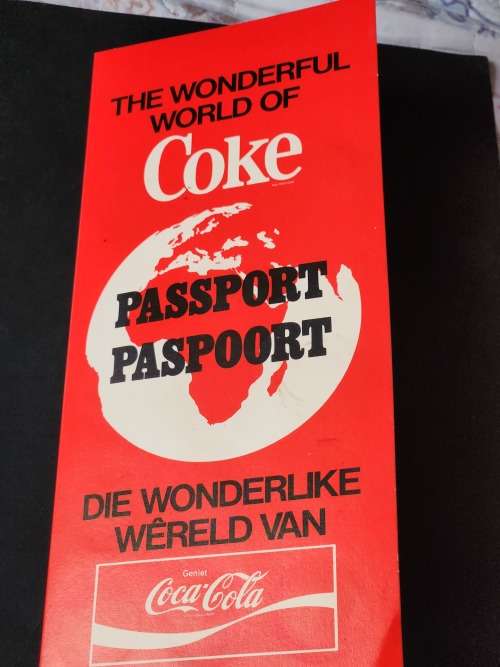 THE WONDERFUL
WORLD OF
Coke
PASSPORT
PASPOORT
DIE WONDERLIKE
WÊRELD VAN
Geniet
Coca-Cola